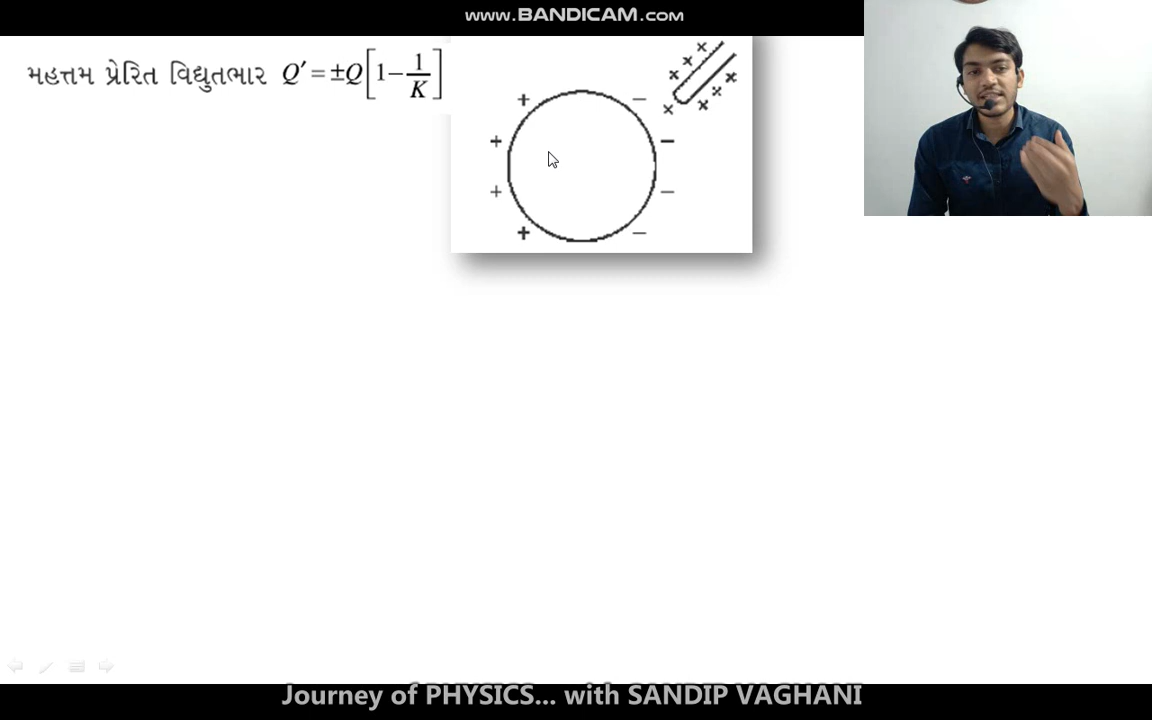 www.BANDICAM.com
મહત્તમ પ્રેરિત વિદ્યુતભાર Q' = ±Q[1 − 1/K]
+ −
+ −
+ −
+ −
Journey of PHYSICS... with SANDIP VAGHANI